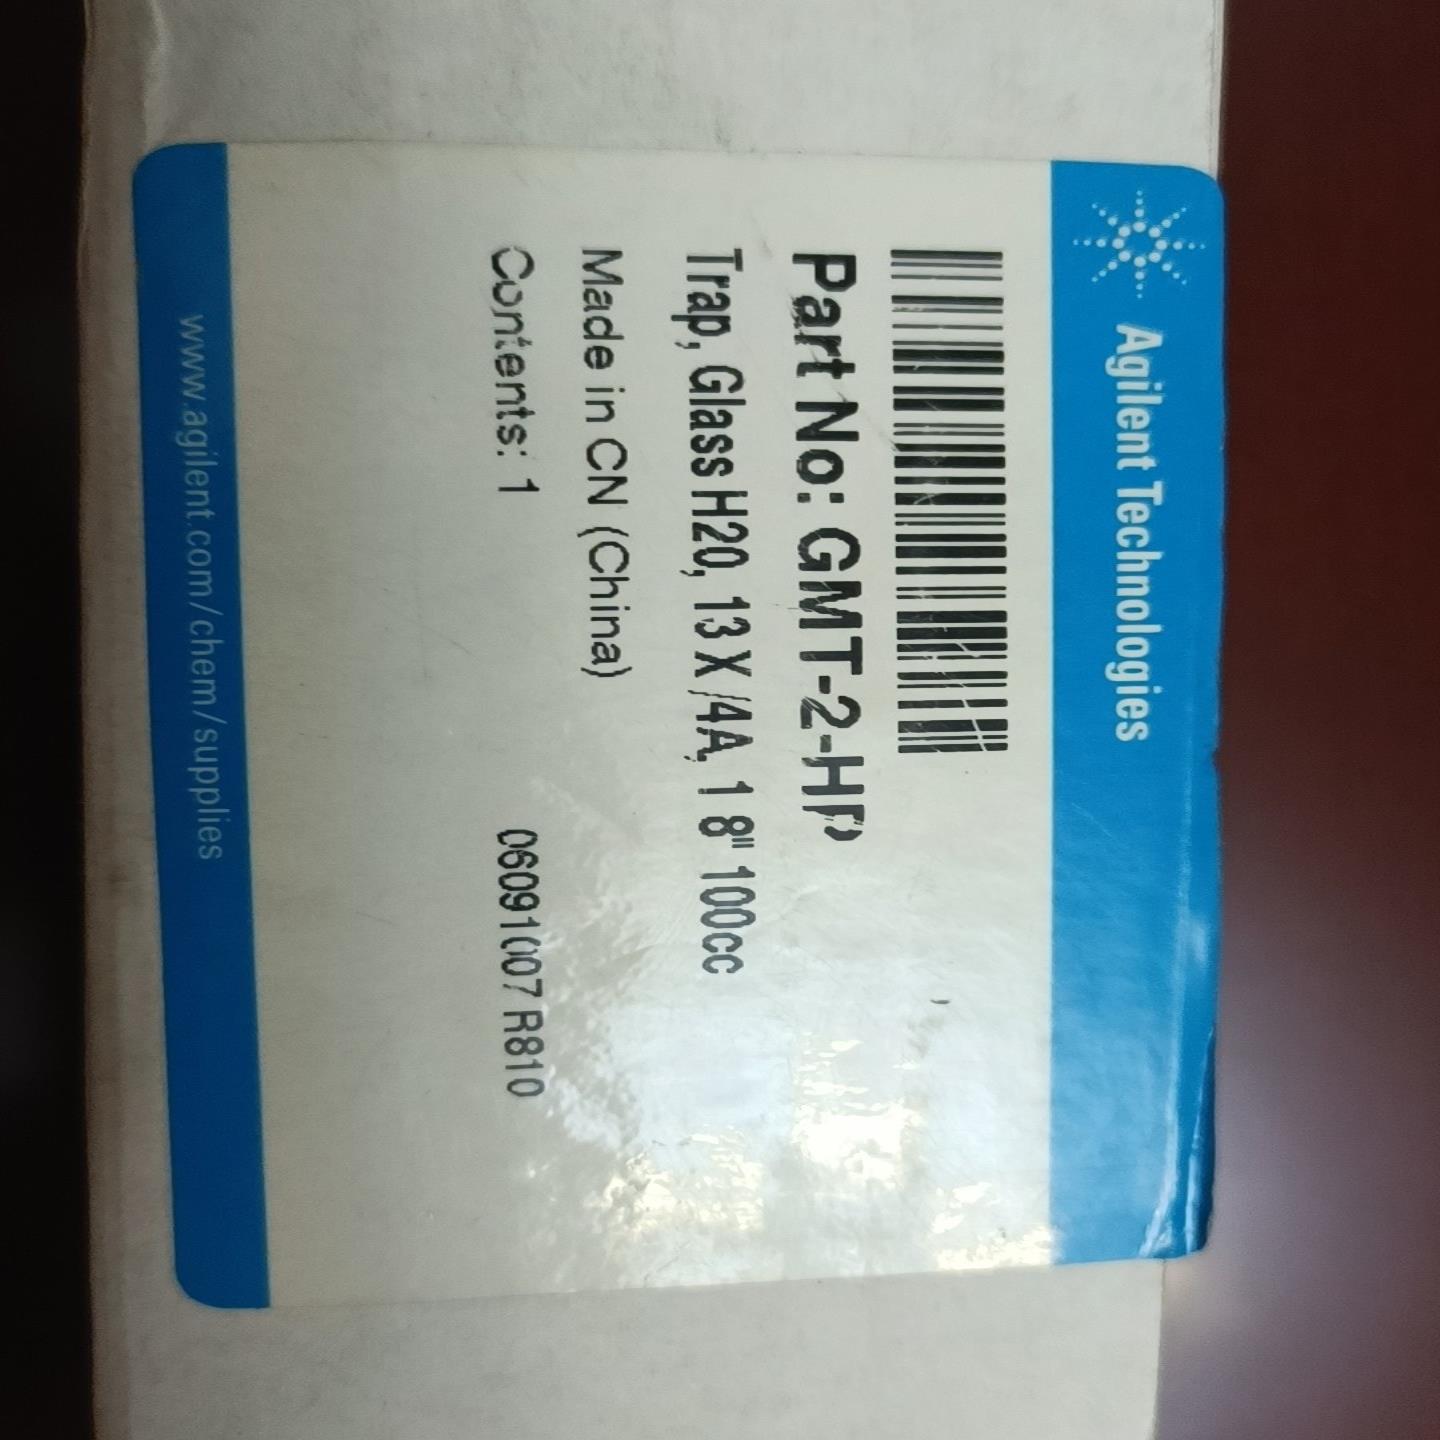 Agilent Technologies
Part No: GMT-2-HP
Trap, Glass H20, 13 X /4A, 1 8" 100cc
Made in CN (China)
Contents: 1 06091007 R810
www.agilent.com/chem/supplies